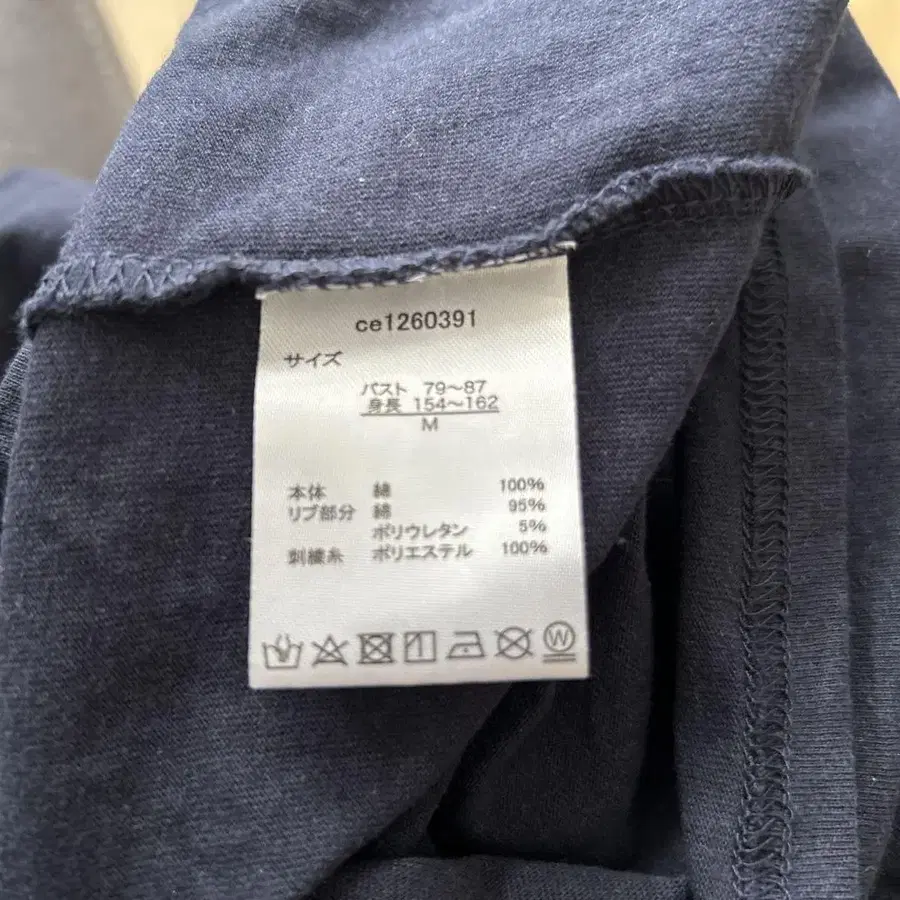 ce1260391
サイズ
バスト 79～87
身長 154～162
M
本体 綿 100%
リブ部分 綿 95%
ポリウレタン 5%
刺繍糸 ポリエステル 100%
W